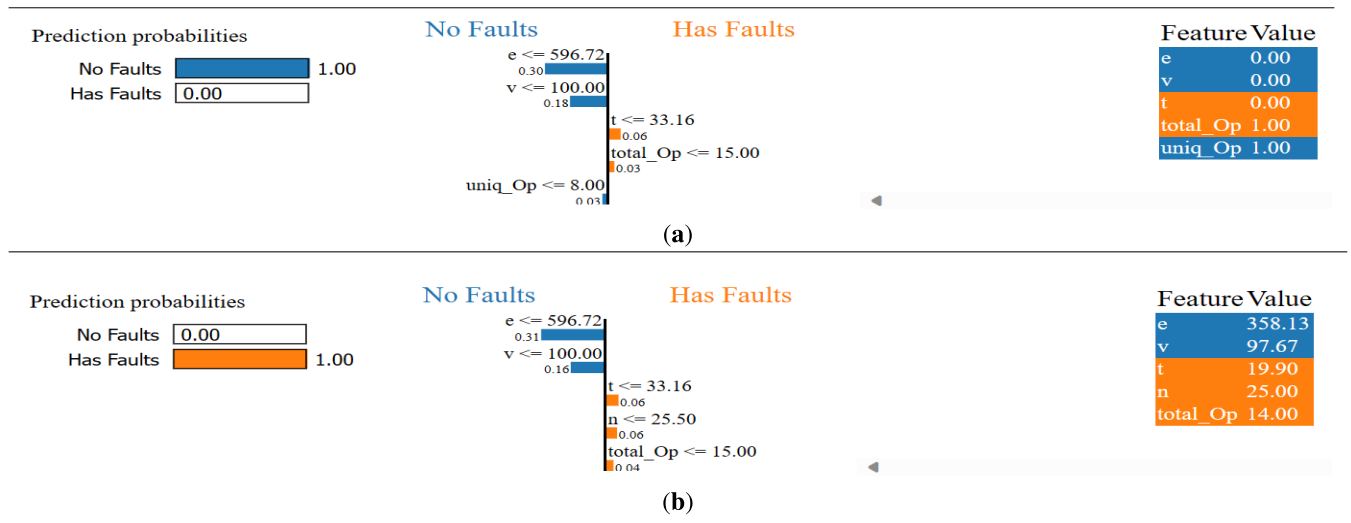 Prediction probabilities
No Faults 1.00
Has Faults 0.00
No Faults Has Faults
e <= 596.72
0.30
v <= 100.00
0.18
t <= 33.16
0.06
total_Op <= 15.00
0.03
uniq_Op <= 8.00
0.03
Feature Value
e 0.00
v 0.00
t 0.00
total_Op 1.00
uniq_Op 1.00
(a)
Prediction probabilities
No Faults 0.00
Has Faults 1.00
No Faults Has Faults
e <= 596.72
0.31
v <= 100.00
0.16
t <= 33.16
0.06
n <= 25.50
0.06
total_Op <= 15.00
0.04
Feature Value
e 358.13
v 97.67
t 19.90
n 25.00
total_Op 14.00
(b)